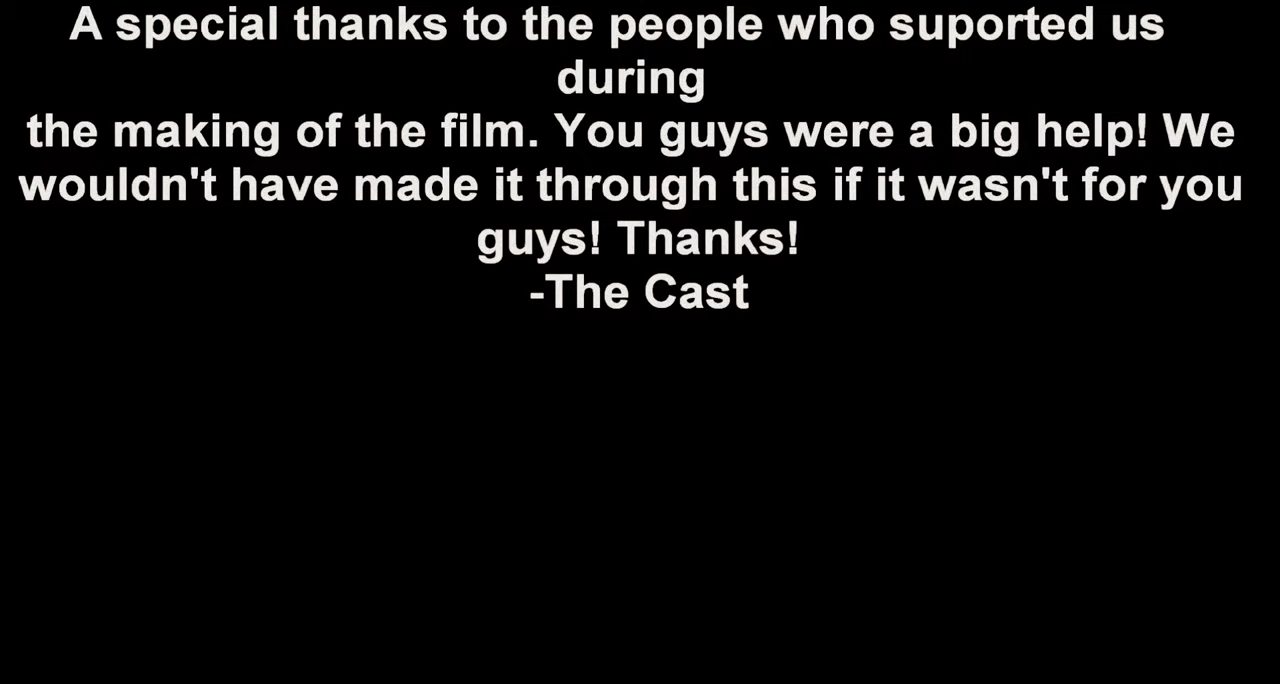 A special thanks to the people who suported us
during
the making of the film. You guys were a big help! We
wouldn't have made it through this if it wasn't for you
guys! Thanks!
-The Cast